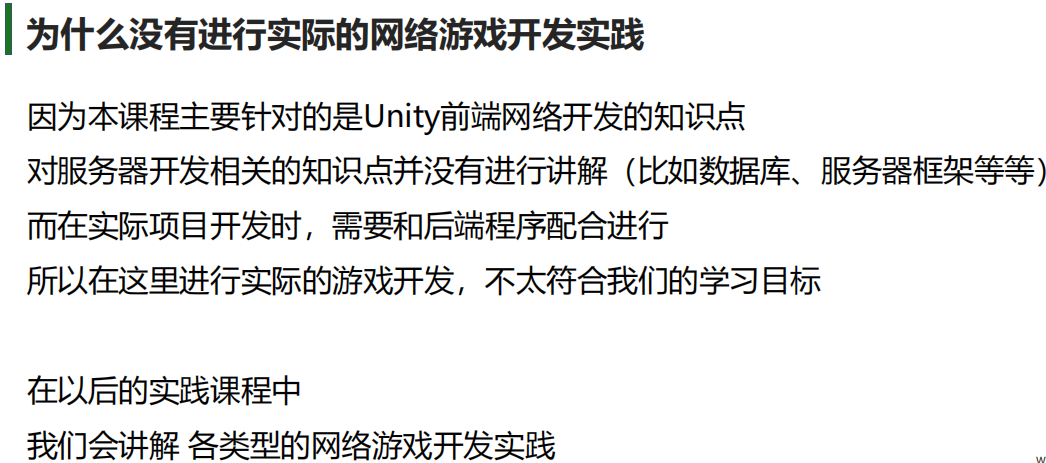 为什么没有进行实际的网络游戏开发实践
因为本课程主要针对的是Unity前端网络开发的知识点
对服务器开发相关的知识点并没有进行讲解（比如数据库、服务器框架等等）
而在实际项目开发时，需要和后端程序配合进行
所以在这里进行实际的游戏开发，不太符合我们的学习目标
在以后的实践课程中
我们会讲解 各类型的网络游戏开发实践
w